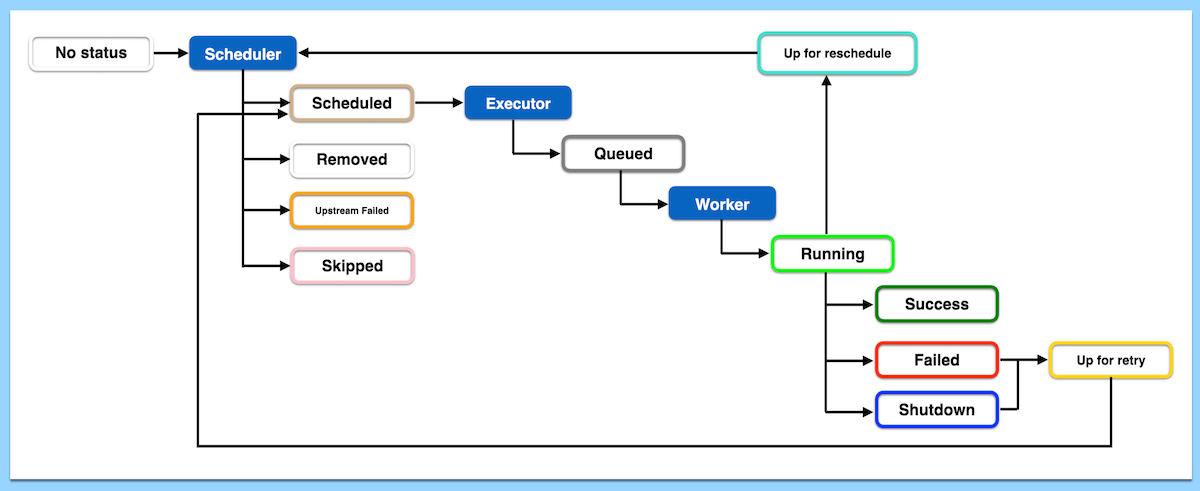 No status
Scheduler
Up for reschedule
Scheduled
Executor
Removed
Queued
Upstream Failed
Worker
Skipped
Running
Success
Failed
Up for retry
Shutdown